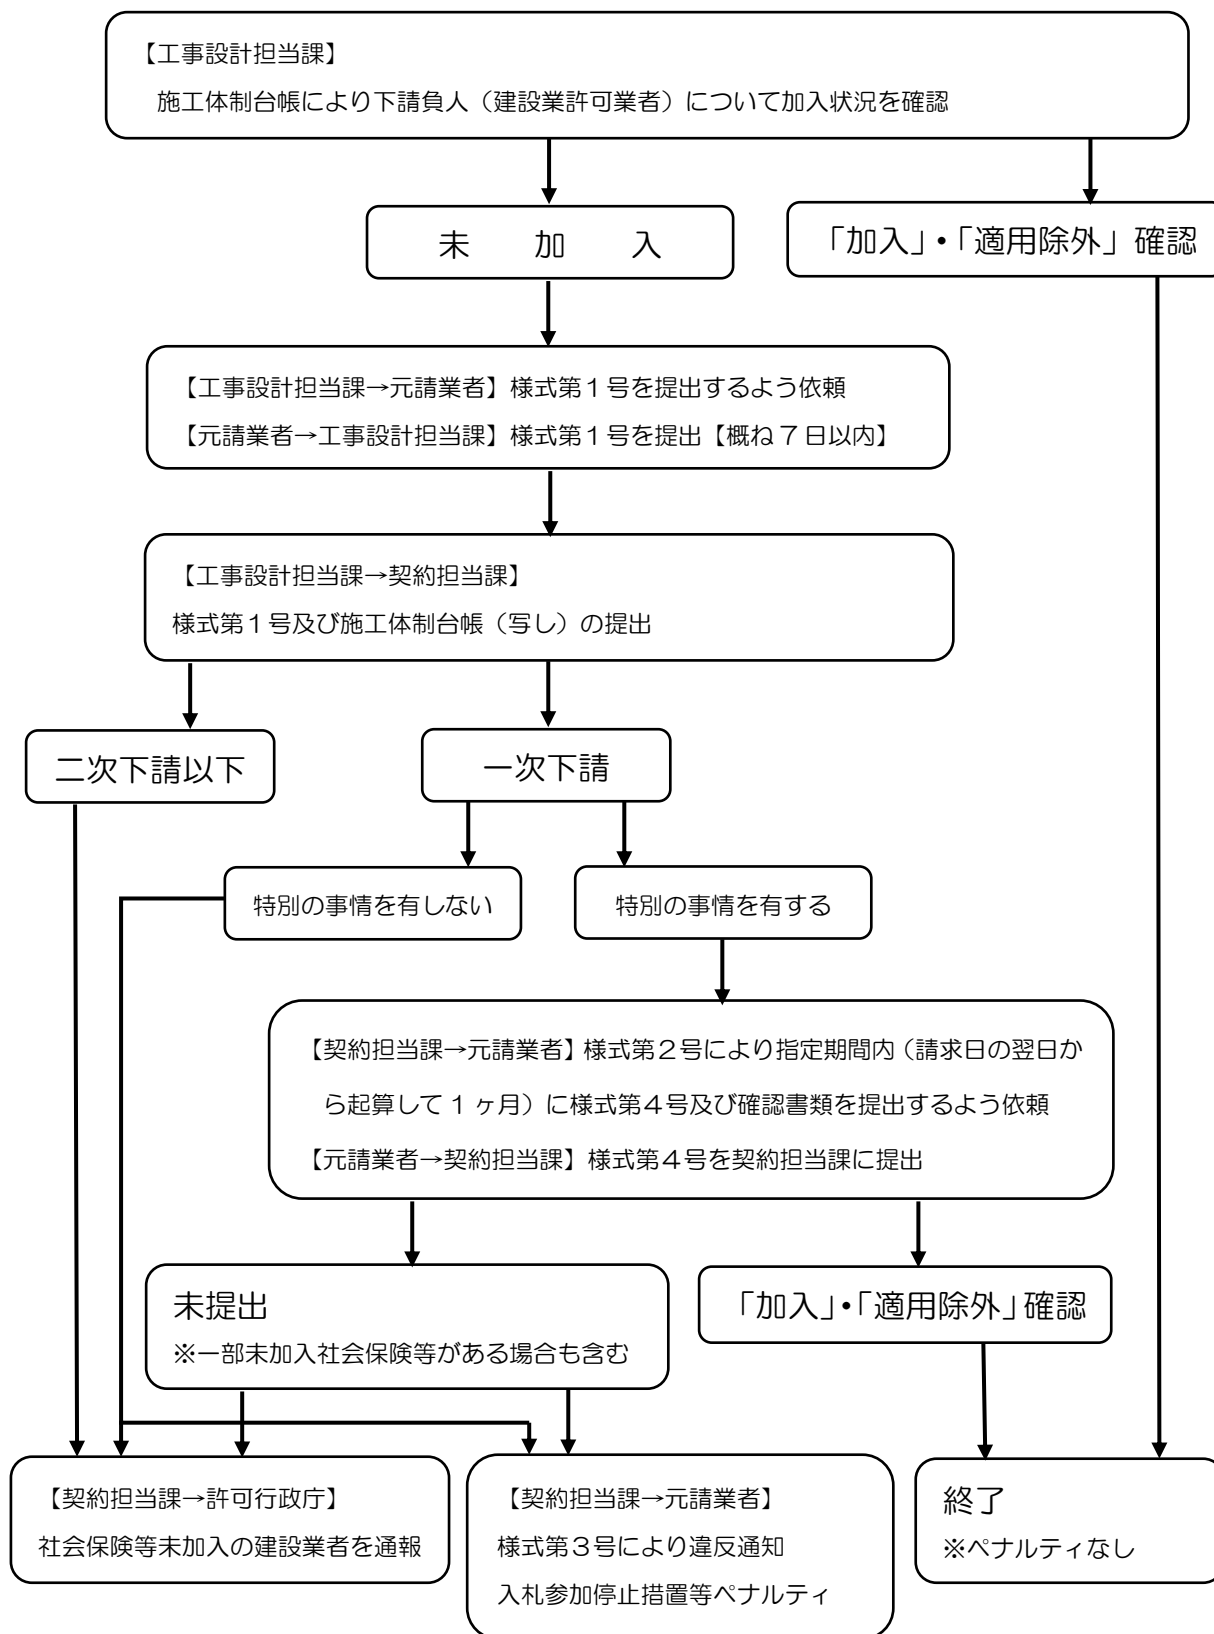 【工事設計担当課】
施工体制台帳により下請負人（建設業許可業者）について加入状況を確認
未　加　入
「加入」・「適用除外」確認
【工事設計担当課→元請業者】様式第１号を提出するよう依頼
【元請業者→工事設計担当課】様式第１号を提出【概ね７日以内】
【工事設計担当課→契約担当課】
様式第１号及び施工体制台帳（写し）の提出
二次下請以下
一次下請
特別の事情を有しない
特別の事情を有する
【契約担当課→元請業者】様式第２号により指定期間内（請求日の翌日か
ら起算して１ヶ月）に様式第４号及び確認書類を提出するよう依頼
【元請業者→契約担当課】様式第４号を契約担当課に提出
未提出
※一部未加入社会保険等がある場合も含む
「加入」・「適用除外」確認
【契約担当課→許可行政庁】
社会保険等未加入の建設業者を通報
【契約担当課→元請業者】
様式第３号により違反通知
入札参加停止措置等ペナルティ
終了
※ペナルティなし